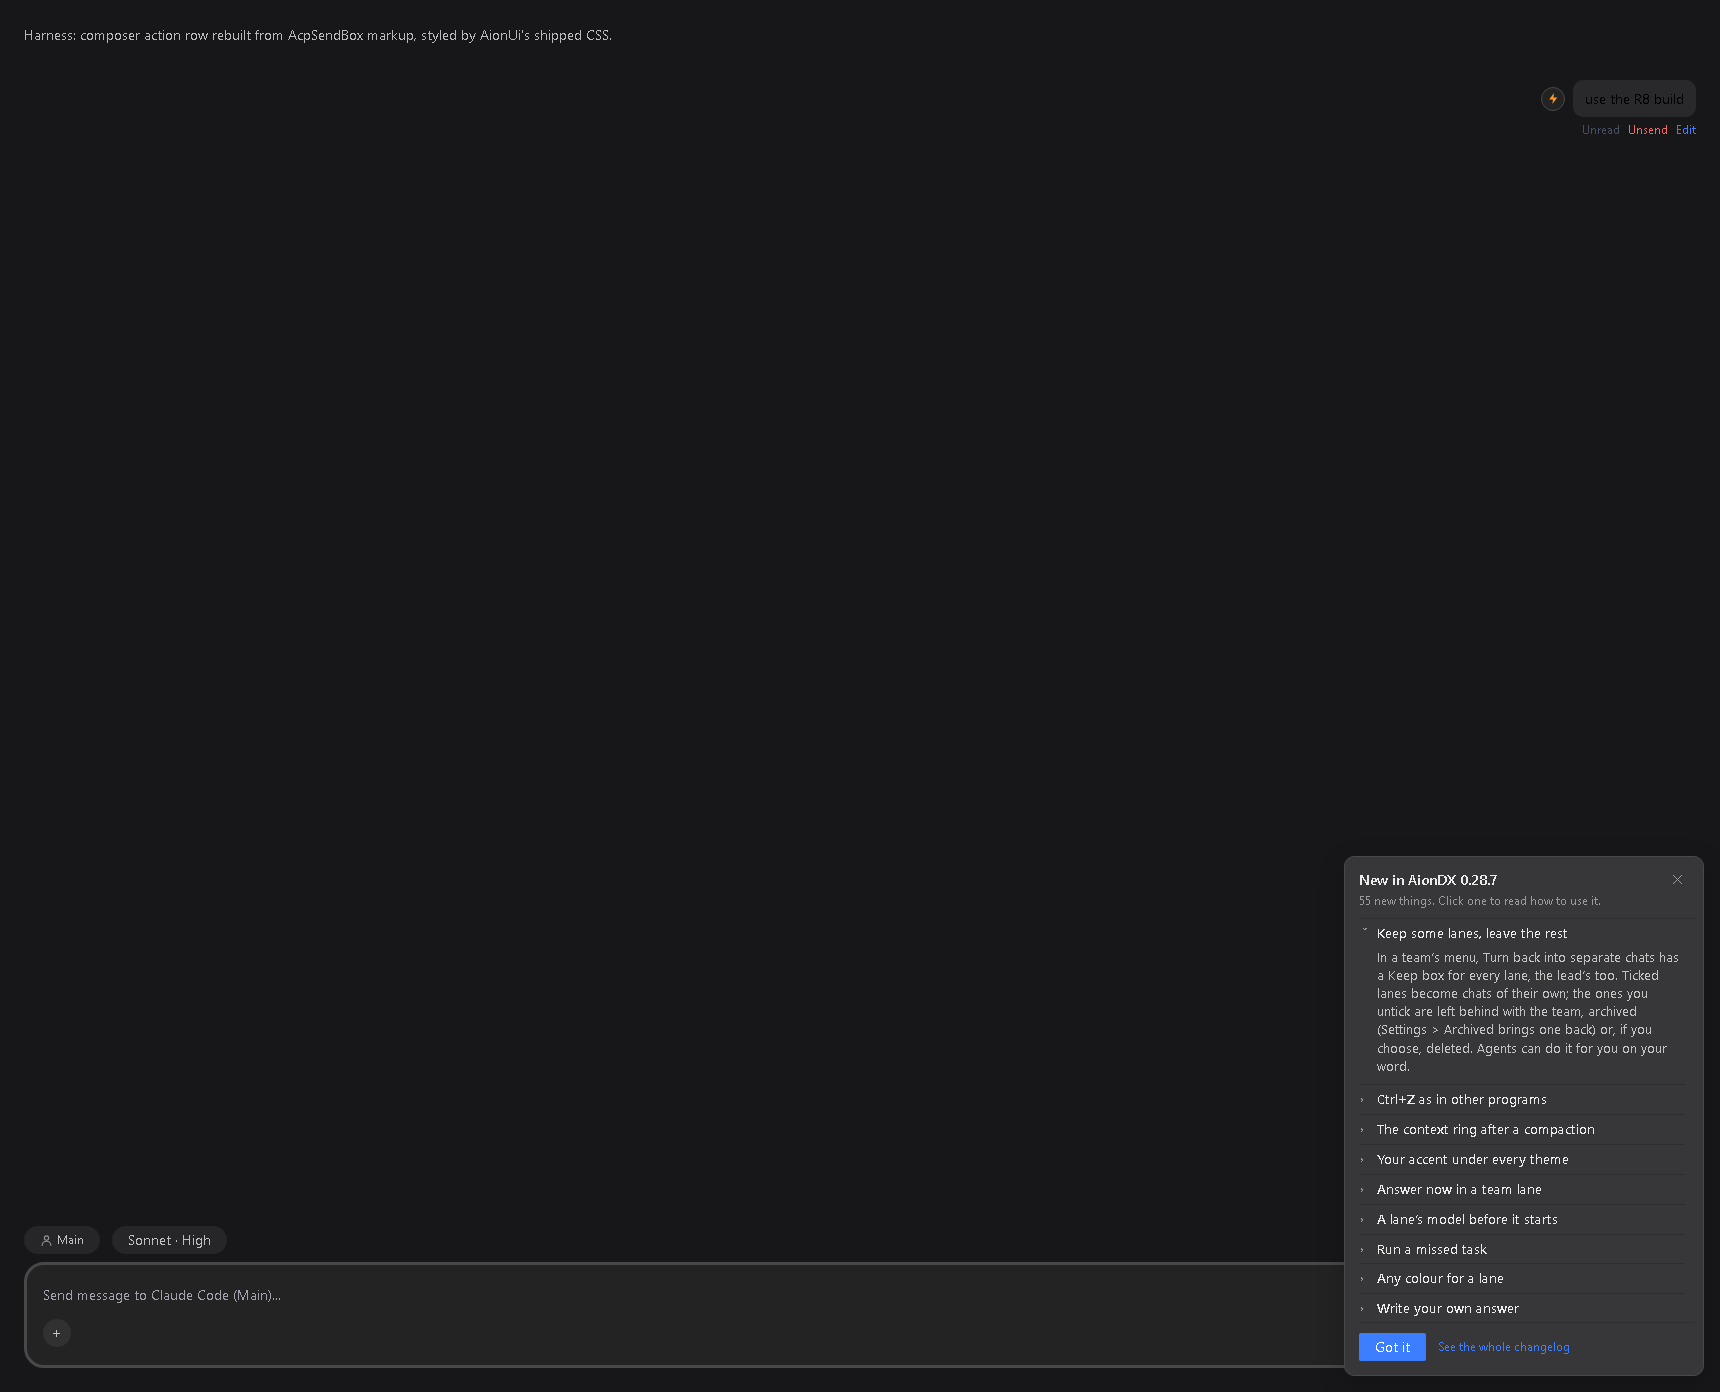 Harness: composer action row rebuilt from AcpSendBox markup, styled by AionUi's shipped CSS.
use the R8 build
Unread Unsend Edit
New in AionDX 0.28.7
55 new things. Click one to read how to use it.
Keep some lanes, leave the rest
In a team's menu, Turn back into separate chats has
a Keep box for every lane, the lead's too. Ticked
lanes become chats of their own; the ones you
untick are left behind with the team, archived
(Settings > Archived brings one back) or, if you
choose, deleted. Agents can do it for you on your
word.
Ctrl+Z as in other programs
The context ring after a compaction
Your accent under every theme
Answer now in a team lane
A lane's model before it starts
Run a missed task
Any colour for a lane
Write your own answer
Got it See the whole changelog
Main Sonnet · High
Send message to Claude Code (Main)...
+